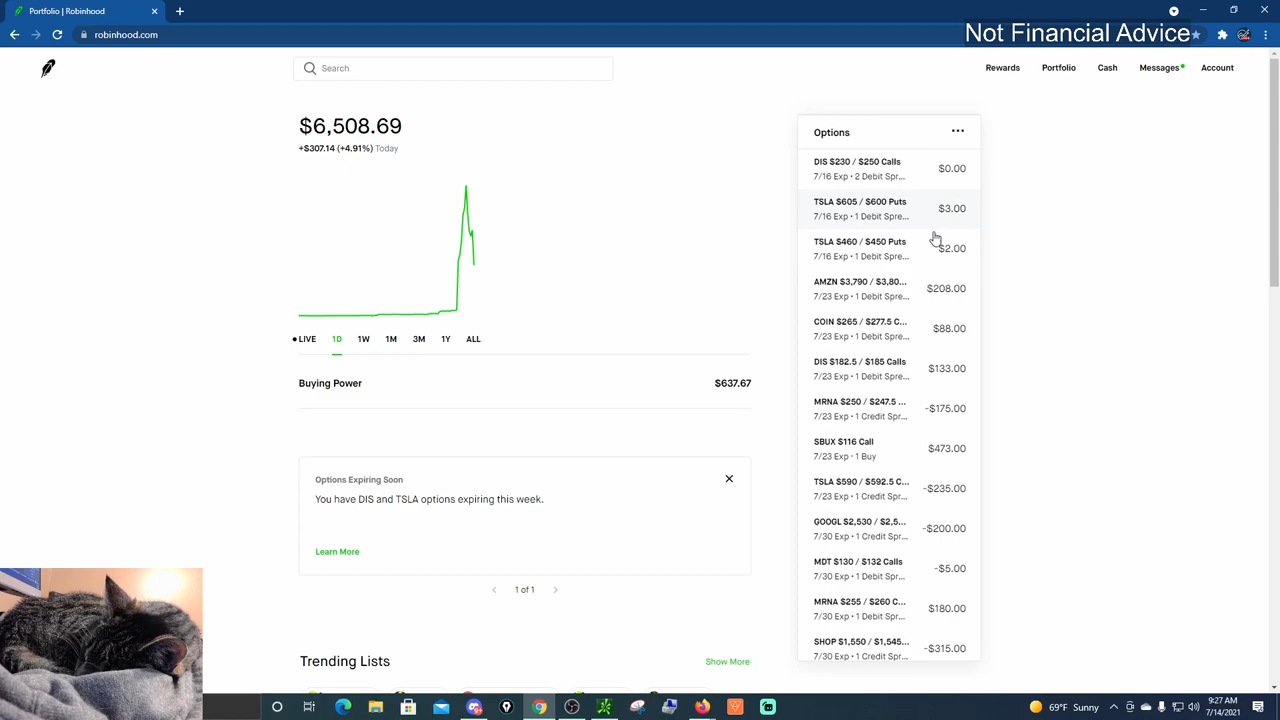 Portfolio | Robinhood
robinhood.com
Not Financial Advice
Search
Rewards
Portfolio
Cash
Messages
Account
$6,508.69
+$307.14 (+4.91%) Today
LIVE
1D
1W
1M
3M
1Y
ALL
Buying Power
$637.67
Options Expiring Soon
You have DIS and TSLA options expiring this week.
Learn More
1 of 1
Trending Lists
Show More
Options
DIS $230 / $250 Calls
7/16 Exp • 2 Debit Spr...
$0.00
TSLA $605 / $600 Puts
7/16 Exp • 1 Debit Spre...
$3.00
TSLA $460 / $450 Puts
7/16 Exp • 1 Debit Spre...
$2.00
AMZN $3,790 / $3,80...
7/23 Exp • 1 Debit Spre...
$208.00
COIN $265 / $277.5 C...
7/23 Exp • 1 Debit Spre...
$88.00
DIS $182.5 / $185 Calls
7/23 Exp • 1 Debit Spre...
$133.00
MRNA $250 / $247.5 ...
7/23 Exp • 1 Credit Spr...
-$175.00
SBUX $116 Call
7/23 Exp • 1 Buy
$473.00
TSLA $590 / $592.5 C...
7/23 Exp • 1 Credit Spr...
-$235.00
GOOGL $2,530 / $2,5...
7/30 Exp • 1 Credit Spr...
-$200.00
MDT $130 / $132 Calls
7/30 Exp • 1 Debit Spr...
-$5.00
MRNA $255 / $260 C...
7/30 Exp • 1 Debit Spr...
$180.00
SHOP $1,550 / $1,545...
7/30 Exp • 1 Credit Spr...
-$315.00
69°F Sunny
9:27 AM
7/14/2021